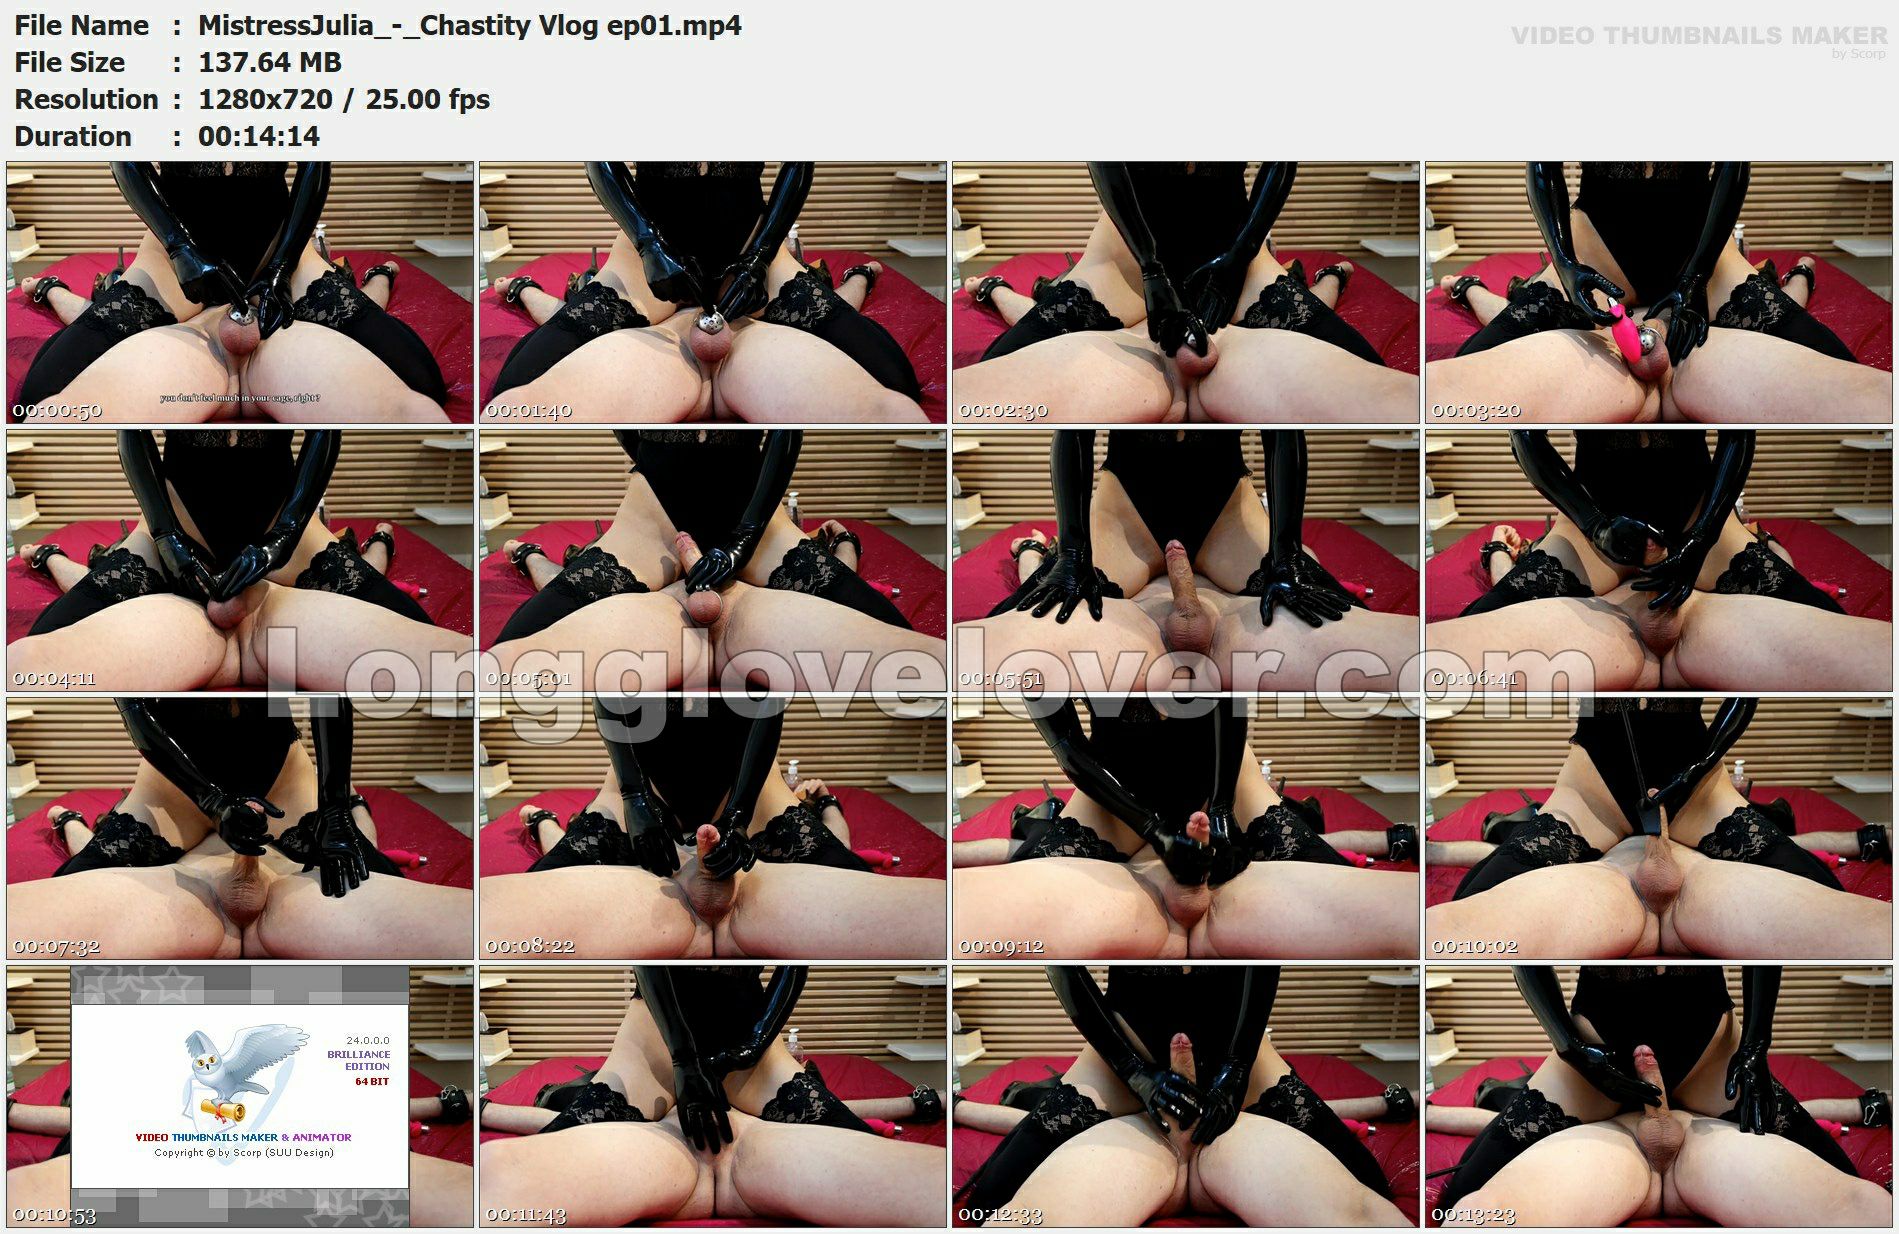 File Name : MistressJulia_-_Chastity Vlog ep01.mp4
VIDEO THUMBNAILS MAKER
by Scorp
File Size : 137.64 MB
Resolution : 1280x720 / 25.00 fps
Duration : 00:14:14
you don't feel much in your cage, right?
00:00:50
00:01:40
00:02:30
00:03:20
00:04:11
00:05:01
00:05:51
00:06:41
Longglovelover.com
00:07:32
00:08:22
00:09:12
00:10:02
24.0.0.0
BRILLIANCE
EDITION
64 BIT
VIDEO THUMBNAILS MAKER & ANIMATOR
Copyright © by Scorp (SUU Design)
00:10:53
00:11:43
00:12:33
00:13:23